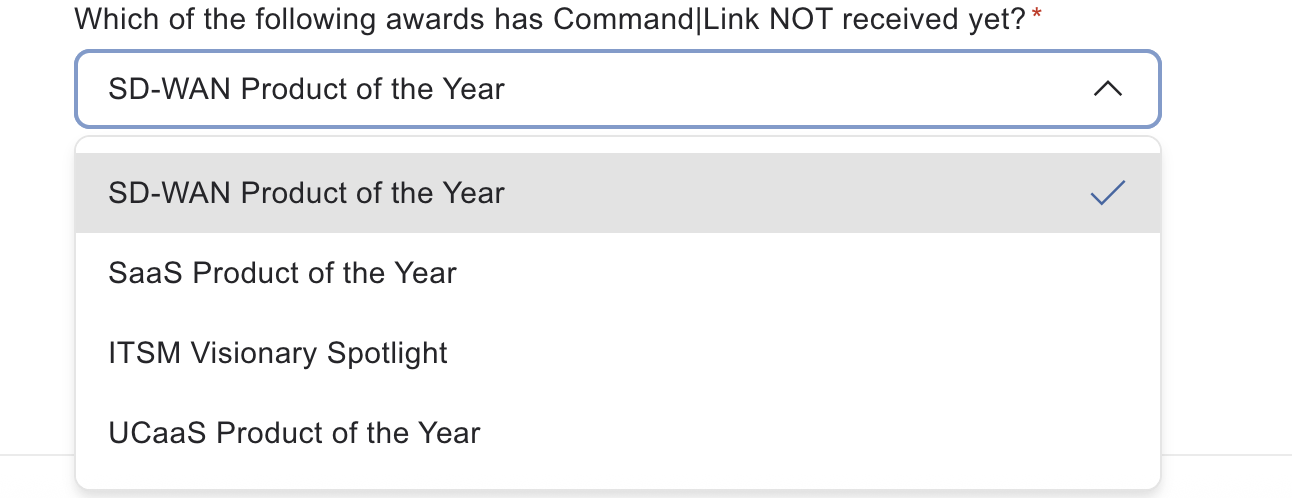 Which of the following awards has Command|Link NOT received yet? *
SD-WAN Product of the Year
SD-WAN Product of the Year
SaaS Product of the Year
ITSM Visionary Spotlight
UCaaS Product of the Year